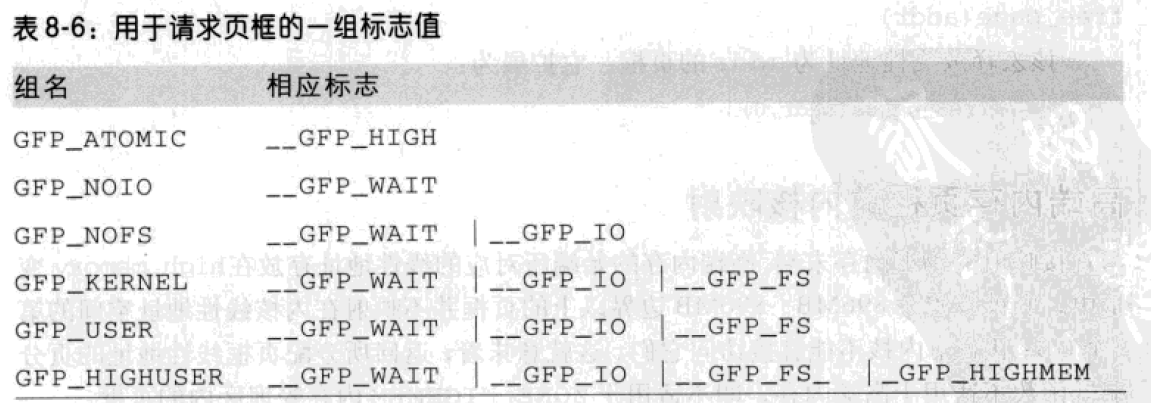 表 8-6：用于请求页框的一组标志值
组名 相应标志
GFP_ATOMIC __GFP_HIGH
GFP_NOIO __GFP_WAIT
GFP_NOFS __GFP_WAIT | __GFP_IO
GFP_KERNEL __GFP_WAIT | __GFP_IO | __GFP_FS
GFP_USER __GFP_WAIT | __GFP_IO | __GFP_FS
GFP_HIGHUSER __GFP_WAIT | __GFP_IO | __GFP_FS_ | _GFP_HIGHMEM